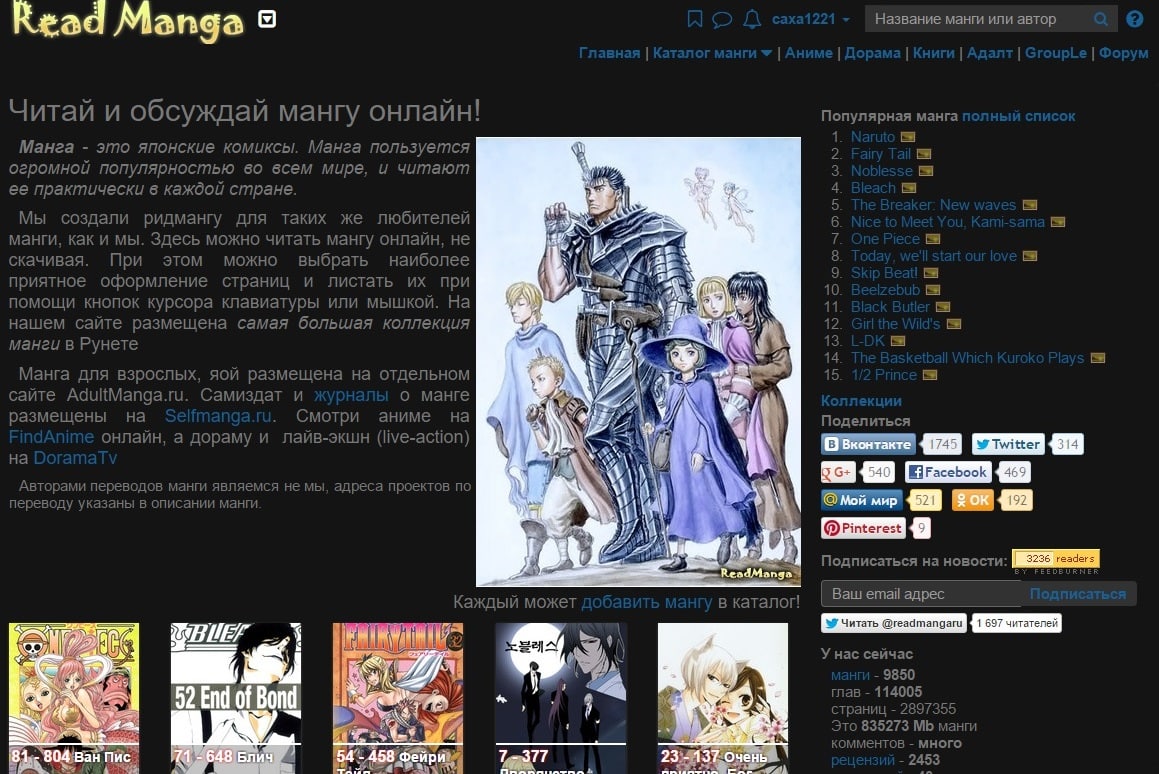 Read Manga
caxa1221
Название манги или автор
Главная | Каталог манги | Аниме | Дорама | Книги | Адалт | GroupLe | Форум
Читай и обсуждай мангу онлайн!
Манга - это японские комиксы. Манга пользуется
огромной популярностью во всем мире, и читают
ее практически в каждой стране.
Мы создали ридмангу для таких же любителей
манги, как и мы. Здесь можно читать мангу онлайн, не
скачивая. При этом можно выбрать наиболее
приятное оформление страниц и листать их при
помощи кнопок курсора клавиатуры или мышкой. На
нашем сайте размещена самая большая коллекция
манги в Рунете
Манга для взрослых, яой размещена на отдельном
сайте AdultManga.ru. Самиздат и журналы о манге
размещены на Selfmanga.ru. Смотри аниме на
FindAnime онлайн, а дораму и лайв-экшн (live-action)
на DoramaTv
Авторами переводов манги являемся не мы, адреса проектов по
переводу указаны в описании манги.
ReadManga
Каждый может добавить мангу в каталог!
BLEACH
52 End of Bond
FAIRY TAIL
32
ノブレス
81 - 804 Ван Пис
71 - 648 Блич
54 - 458 Фейри
Тейл
7 - 377
Дворянство
23 - 137 Очень
приятно, Бог
Популярная манга полный список
1. Naruto
2. Fairy Tail
3. Noblesse
4. Bleach
5. The Breaker: New waves
6. Nice to Meet You, Kami-sama
7. One Piece
8. Today, we'll start our love
9. Skip Beat!
10. Beelzebub
11. Black Butler
12. Girl the Wild's
13. L-DK
14. The Basketball Which Kuroko Plays
15. 1/2 Prince
Коллекции
Поделиться
В Вконтакте 1745 Twitter 314
g G+ 540 Facebook 469
@ Мой мир 521 ОК 192
Pinterest 9
Подписаться на новости: 3236 readers
BY FEEDBURNER
Ваш email адрес Подписаться
Читать @readmangaru 1 697 читателей
У нас сейчас
манги - 9850
глав - 114005
страниц - 2897355
Это 835273 Mb манги
комментов - много
рецензий - 2453